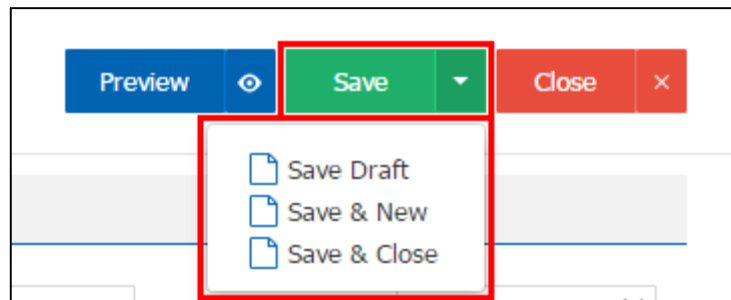 Preview
Save
Close
Save Draft
Save & New
Save & Close